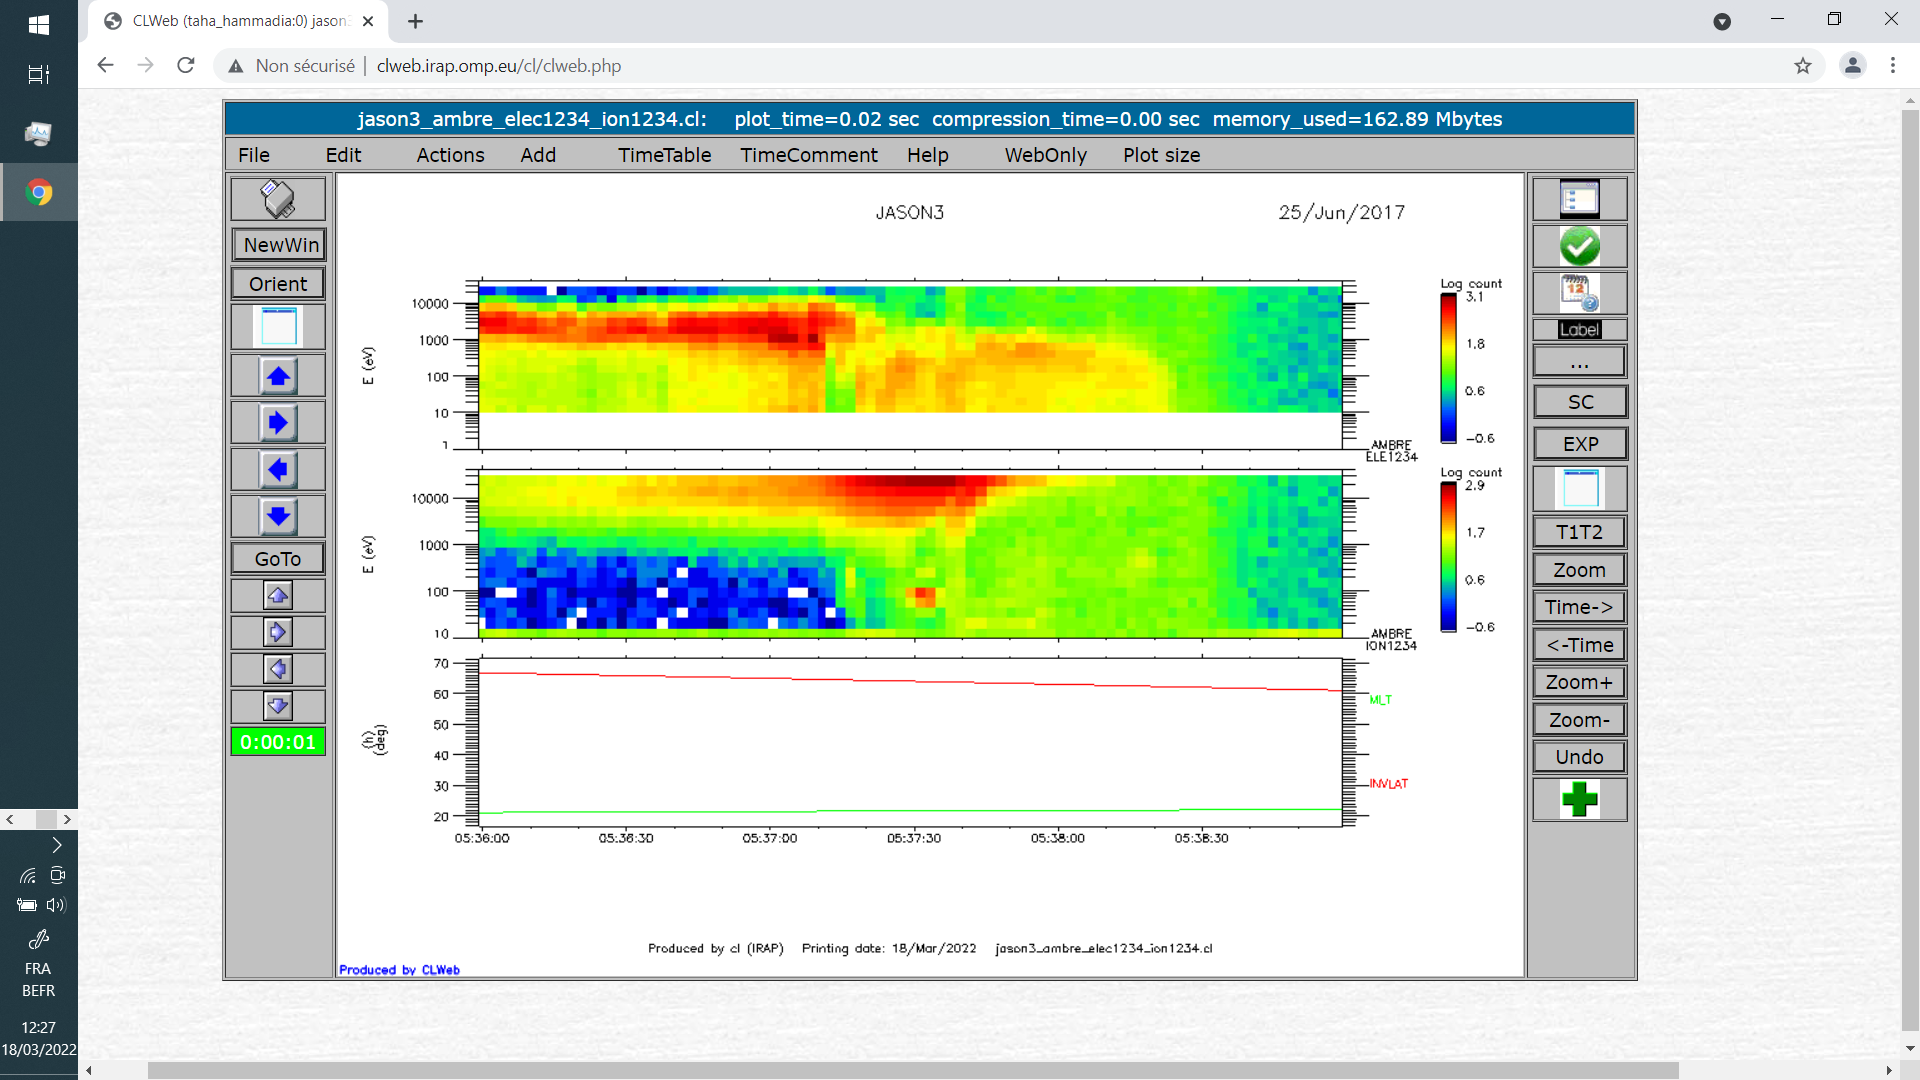 CLWeb (taha_hammadia:0) jason3
Non sécurisé | clweb.irap.omp.eu/cl/clweb.php
jason3_ambre_elec1234_ion1234.cl: plot_time=0.02 sec compression_time=0.00 sec memory_used=162.89 Mbytes
File Edit Actions Add TimeTable TimeComment Help WebOnly Plot size
NewWin
Orient
GoTo
0:00:01
JASON3 25/Jun/2017
10000
1000
100
10
1
E (eV)
AMBRE
ELE1234
Log count
3.1
1.8
0.6
-0.6
10000
1000
100
10
E (eV)
AMBRE
ION1234
Log count
2.9
1.7
0.6
-0.6
70
60
50
40
30
20
(h)
(deg)
MLT
INVLAT
05:36:00 05:36:30 05:37:00 05:37:30 05:38:00 05:38:30
Produced by cl (IRAP) Printing date: 18/Mar/2022 jason3_ambre_elec1234_ion1234.cl
Produced by CLWeb
12
Label
...
SC
EXP
T1T2
Zoom
Time->
<-Time
Zoom+
Zoom-
Undo
FRA
BEFR
12:27
18/03/2022